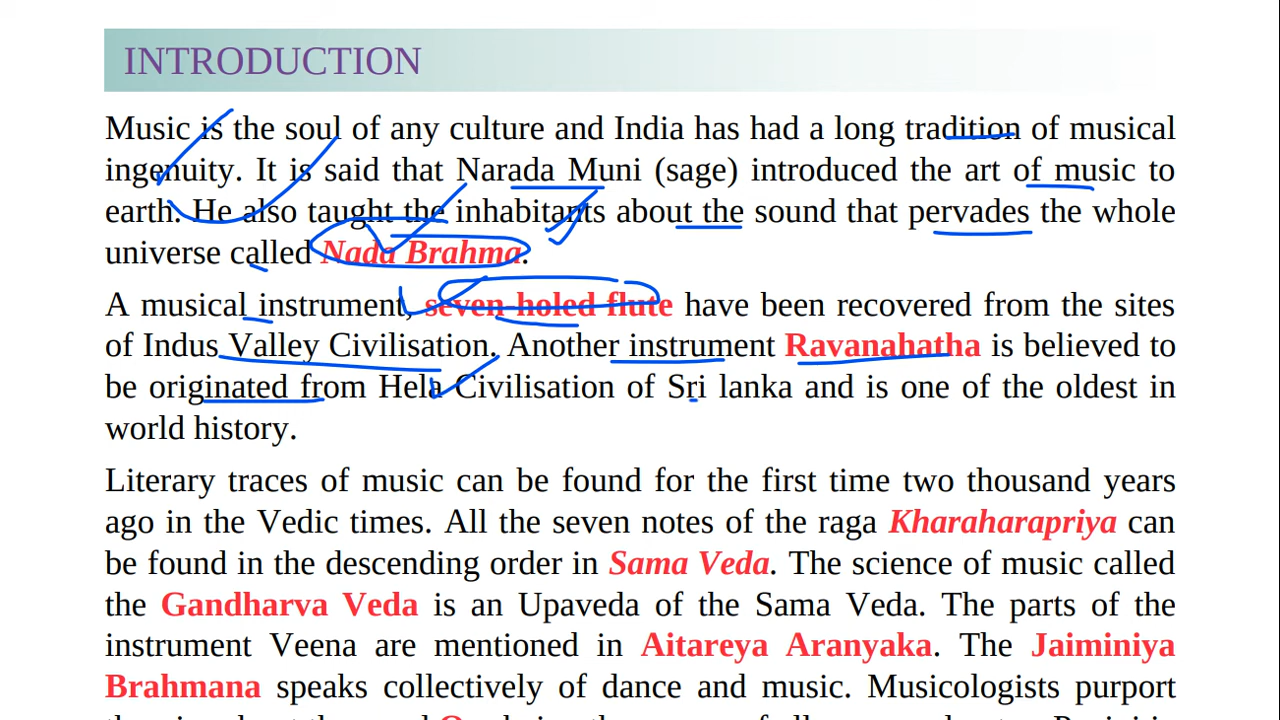 INTRODUCTION
Music is the soul of any culture and India has had a long tradition of musical
ingenuity. It is said that Narada Muni (sage) introduced the art of music to
earth. He also taught the inhabitants about the sound that pervades the whole
universe called Nada Brahma.
A musical instrument, seven-holed flute have been recovered from the sites
of Indus Valley Civilisation. Another instrument Ravanahatha is believed to
be originated from Hela Civilisation of Sri lanka and is one of the oldest in
world history.
Literary traces of music can be found for the first time two thousand years
ago in the Vedic times. All the seven notes of the raga Kharaharapriya can
be found in the descending order in Sama Veda. The science of music called
the Gandharva Veda is an Upaveda of the Sama Veda. The parts of the
instrument Veena are mentioned in Aitareya Aranyaka. The Jaiminiya
Brahmana speaks collectively of dance and music. Musicologists purport